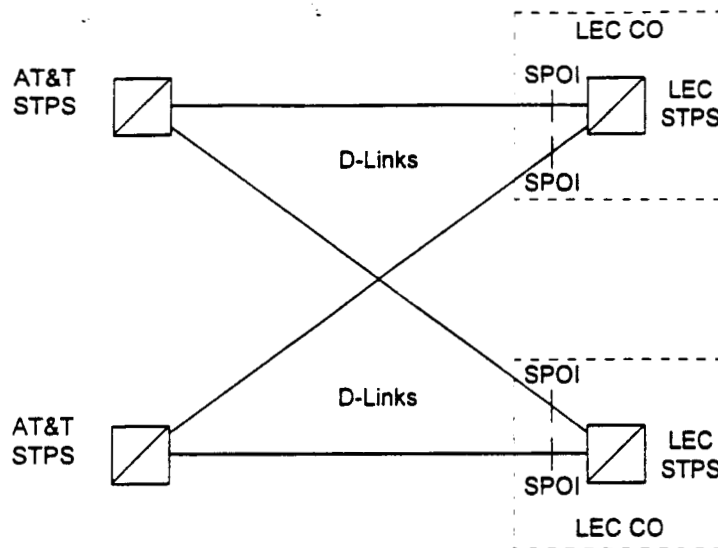 LEC CO
AT&T
STPS
SPOI
LEC
STPS
D-Links
SPOI
SPOI
D-Links
AT&T
STPS
LEC
STPS
SPOI
LEC CO